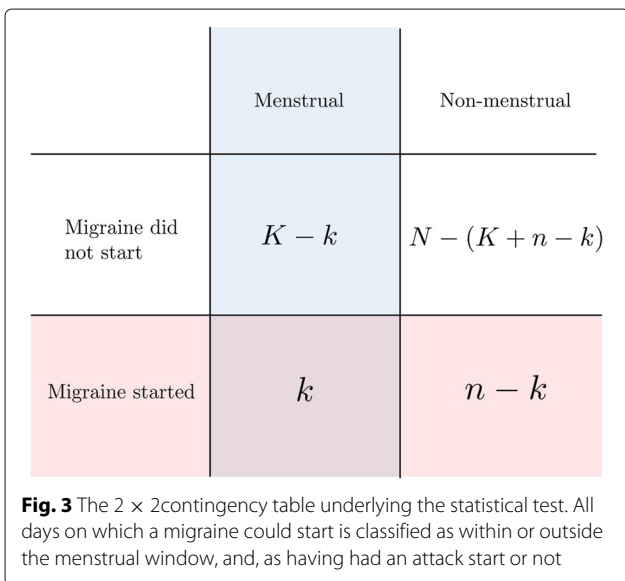 Menstrual Non-menstrual
Migraine did
not start
K − k N − (K + n − k)
Migraine started k n − k
Fig. 3 The 2 × 2contingency table underlying the statistical test. All
days on which a migraine could start is classified as within or outside
the menstrual window, and, as having had an attack start or not